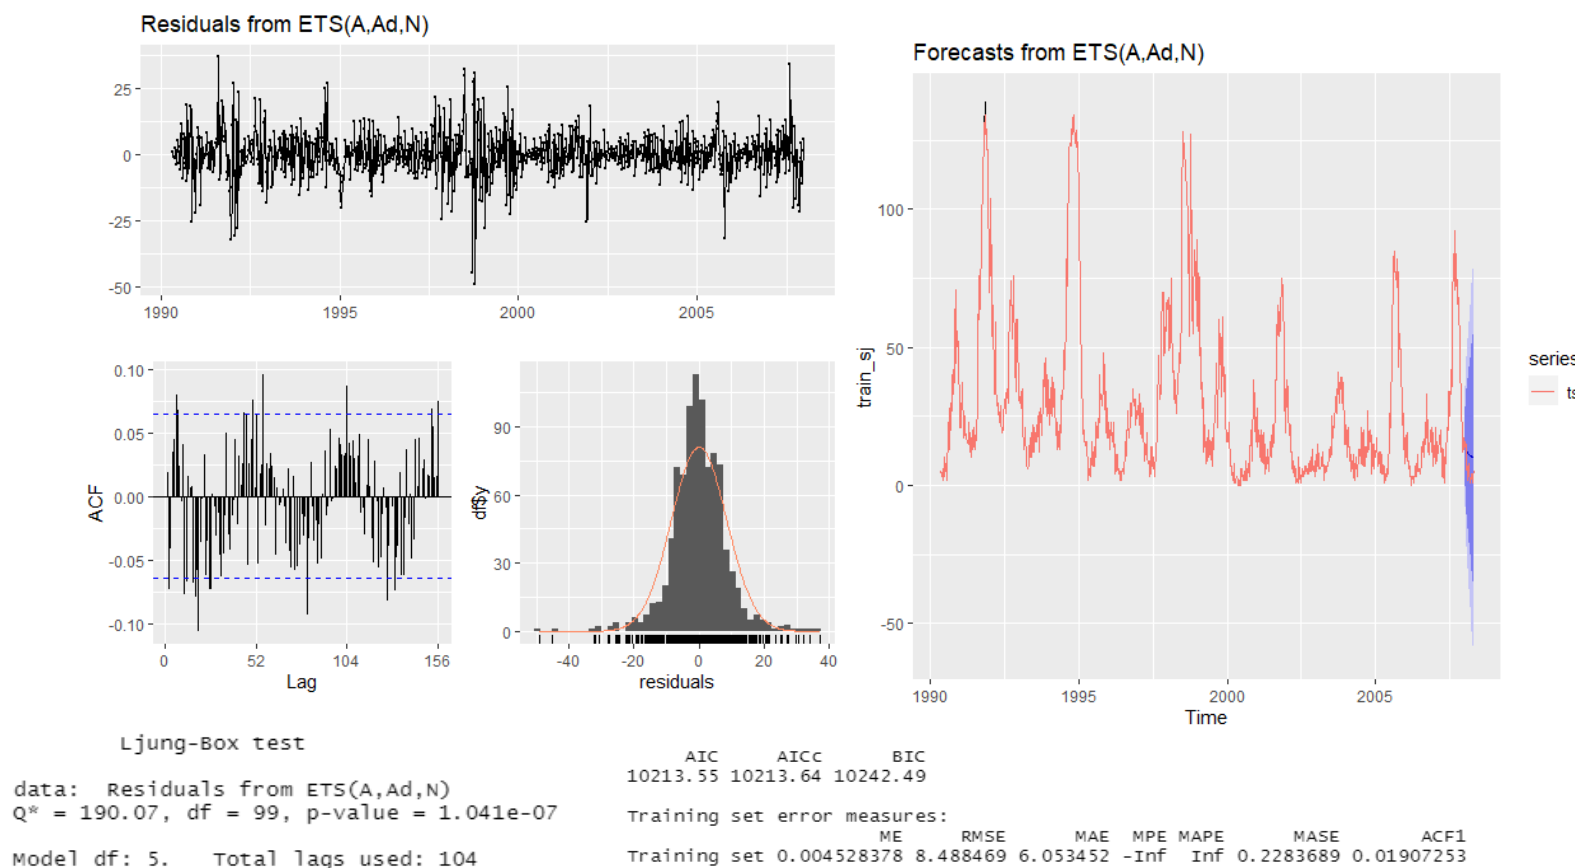 Residuals from ETS(A,Ad,N)
25
0
-25
-50
1990
1995
2000
2005
0.10
0.05
0.00
-0.05
-0.10
ACF
0
52
104
156
Lag
90
60
30
0
df$y
-40
-20
0
20
40
residuals
Forecasts from ETS(A,Ad,N)
100
50
0
-50
train_sj
1990
1995
2000
2005
Time
series
ts
Ljung-Box test
data: Residuals from ETS(A,Ad,N)
Q* = 190.07, df = 99, p-value = 1.041e-07
Model df: 5. Total lags used: 104
AIC AICc BIC
10213.55 10213.64 10242.49
Training set error measures:
ME RMSE MAE MPE MAPE MASE ACF1
Training set 0.004528378 8.488469 6.053452 -Inf Inf 0.2283689 0.01907253